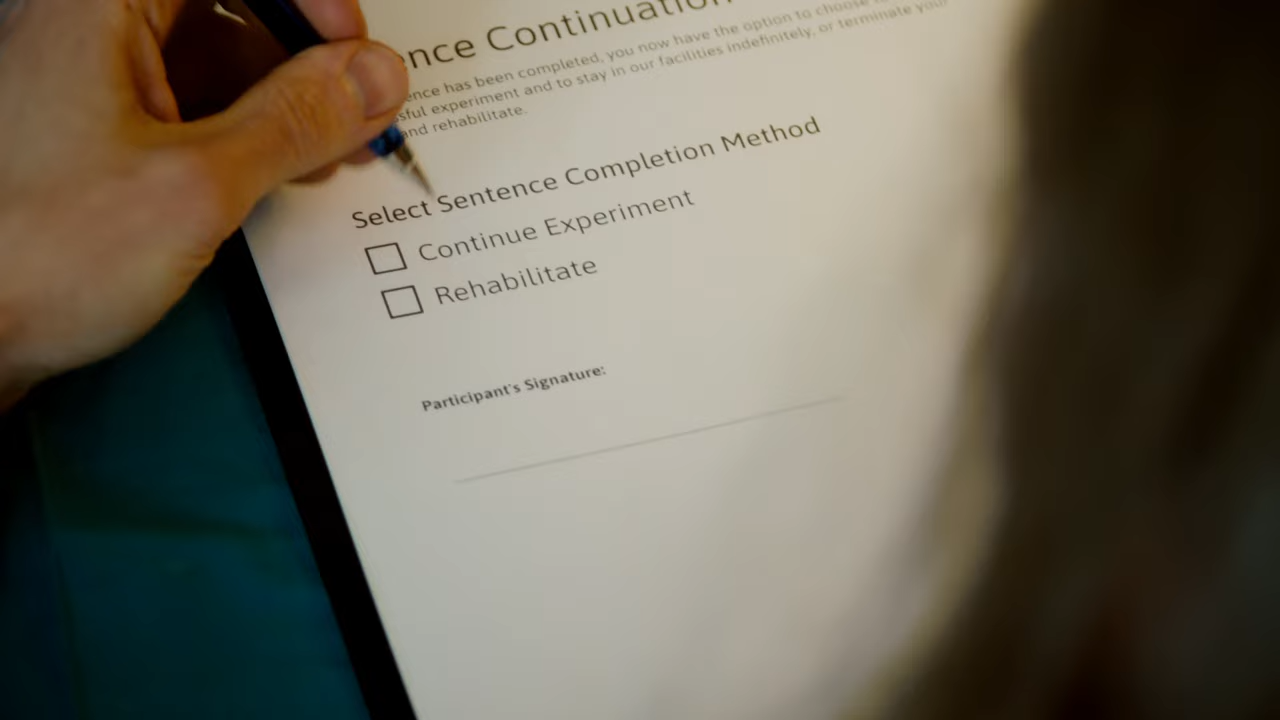 nce Continuation
ence has been completed, you now have the option to choose
sful experiment and to stay in our facilities indefinitely, or terminate your
and rehabilitate.
Select Sentence Completion Method
Continue Experiment
Rehabilitate
Participant's Signature: